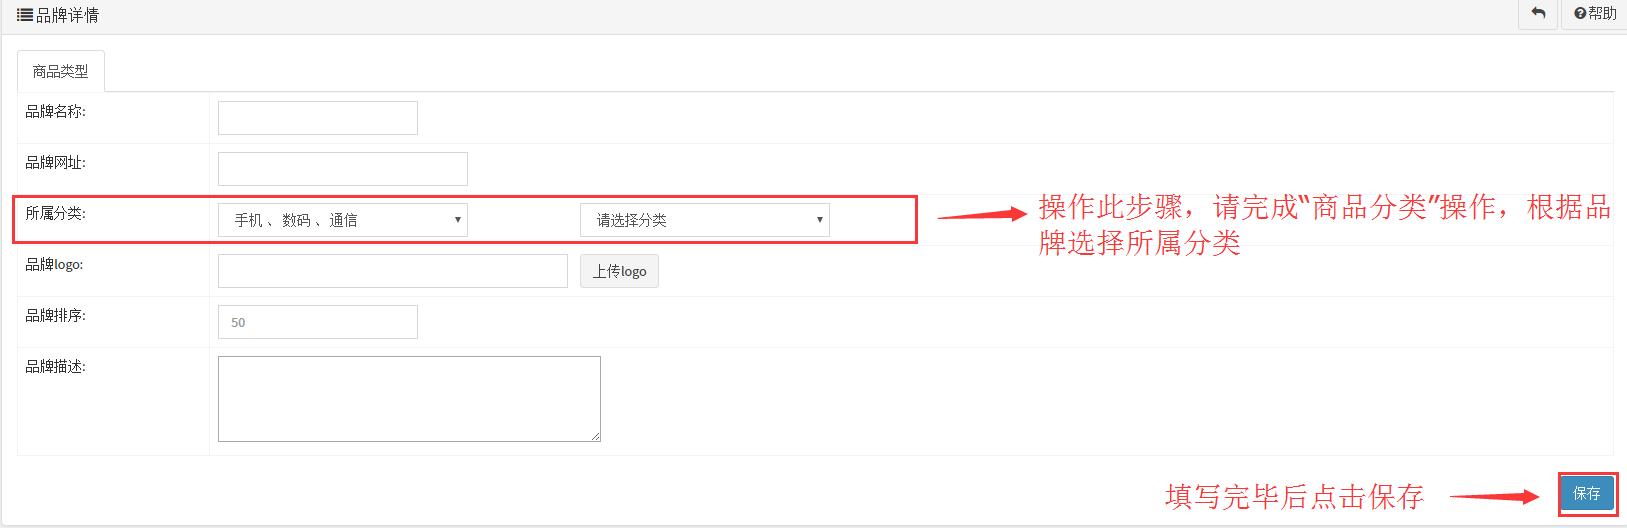 品牌详情
帮助
商品类型
品牌名称:
品牌网址:
所属分类:
手机 、 数码 、 通信
请选择分类
操作此步骤，请完成“商品分类”操作，根据品
牌选择所属分类
品牌logo:
上传logo
品牌排序:
50
品牌描述:
填写完毕后点击保存
保存